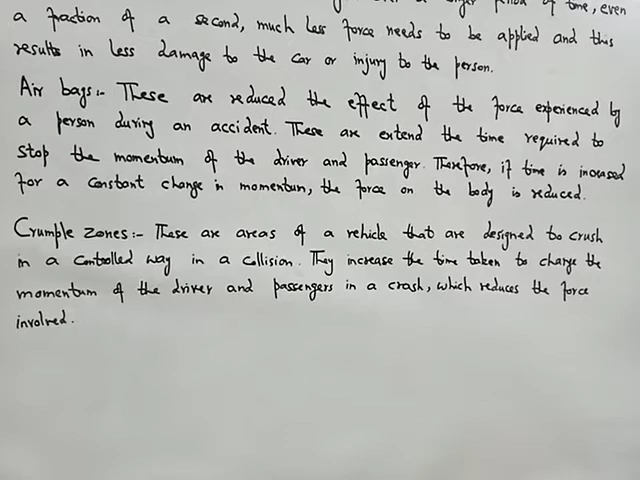 of time, even
a fraction of a second, much less force needs to be applied and this
results in less damage to the car or injury to the person.
Air bags:- These are reduced the effect of the force experienced by
a person during an accident. These are extend the time required to
stop the momentum of the driver and passenger. Therefore, if time is increased
for a constant change in momentum, the force on the body is reduced.
Crumple zones:- These are areas of a vehicle that are designed to crush
in a controlled way in a collision. They increase the time taken to change the
momentum of the driver and passengers in a crash, which reduces the force
involved.